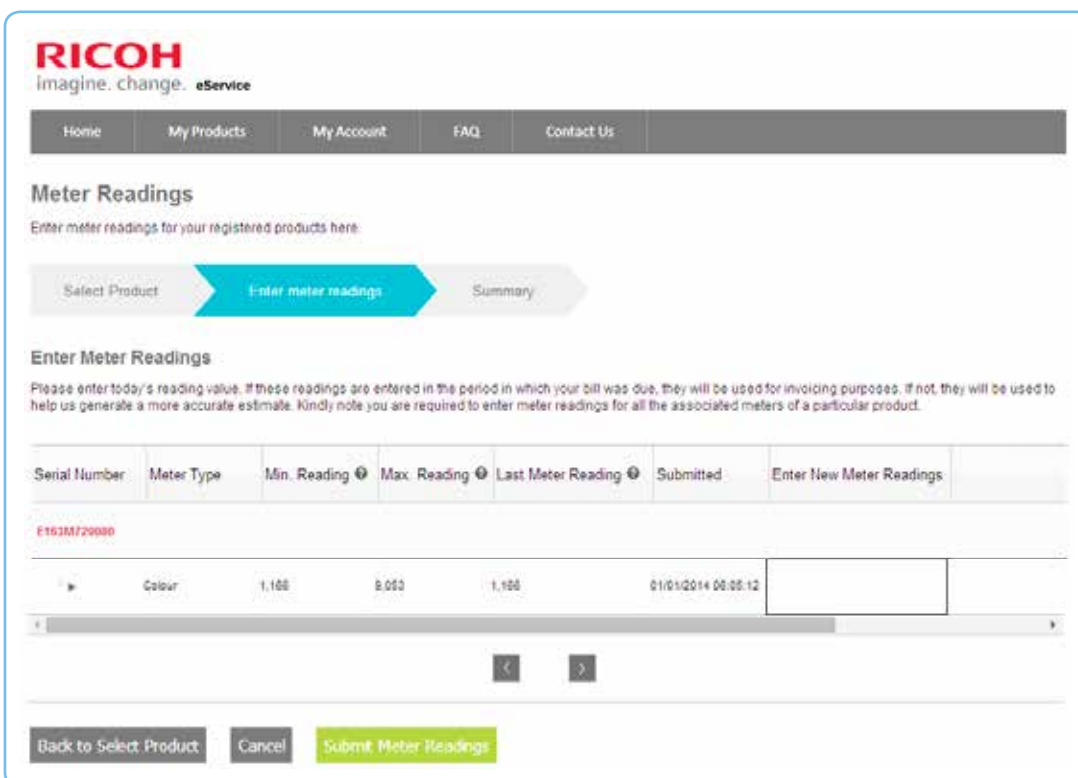 RICOH
imagine. change. eService
Home My Products My Account FAQ Contact Us
Meter Readings
Enter meter readings for your registered products here.
Select Product Enter meter readings Summary
Enter Meter Readings
Please enter today's reading value. If these readings are entered in the period in which your bill was due, they will be used for invoicing purposes. If not, they will be used to
help us generate a more accurate estimate. Kindly note you are required to enter meter readings for all the associated meters of a particular product.
Serial Number Meter Type Min. Reading Max. Reading Last Meter Reading Submitted Enter New Meter Readings
Colour 1,166 1,166
Back to Select Product Cancel Submit Meter Readings